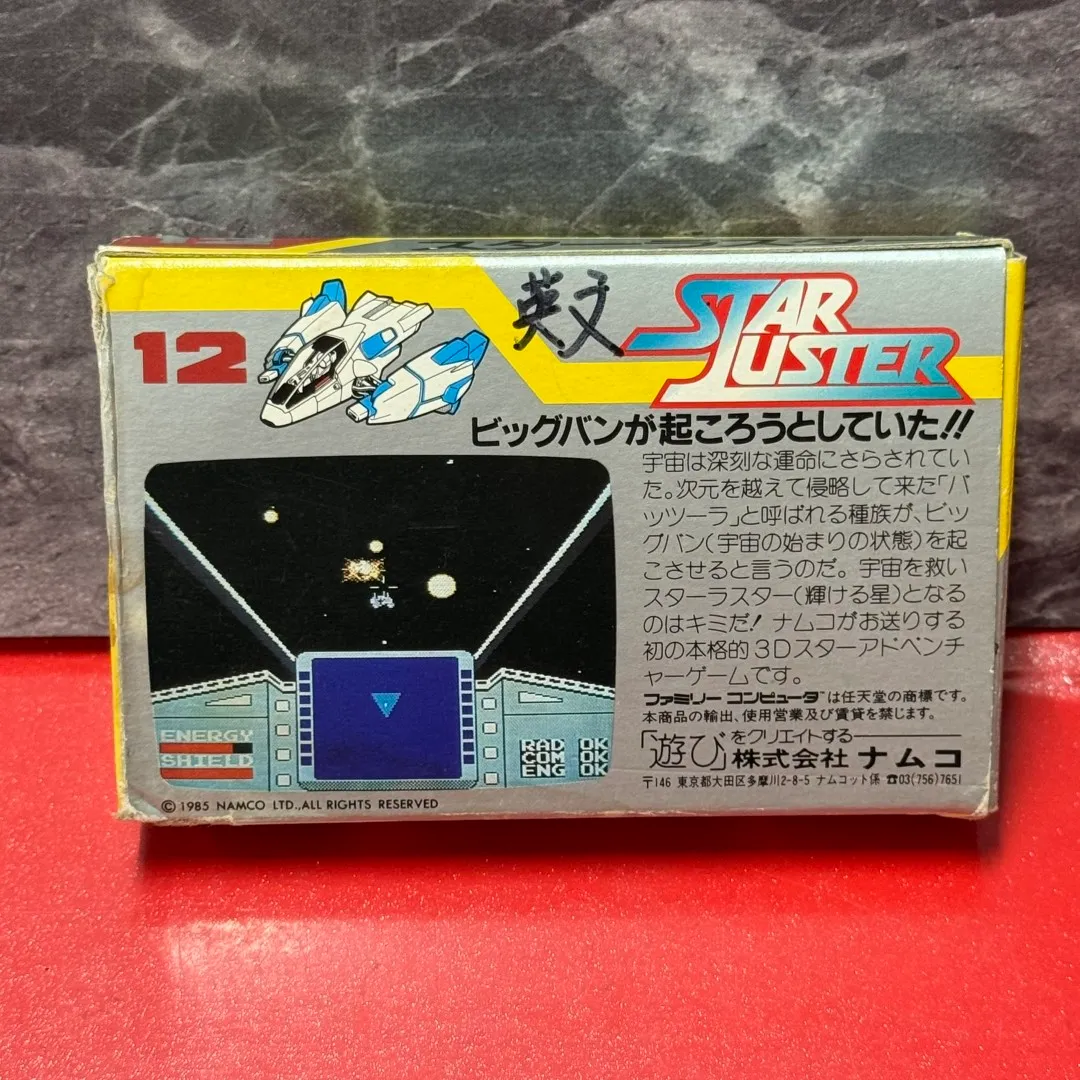 英文
STAR
LUSTER
12
ビッグバンが起ころうとしていた!!
宇宙は深刻な運命にさらされてい
た。次元を越えて侵略して来た「バ
ッツーラ」と呼ばれる種族が、ビッ
グバン(宇宙の始まりの状態)を起
こさせると言うのだ。宇宙を救い
スターラスター(輝ける星)となる
のはキミだ! ナムコがお送りする
初の本格的3Dスターアドベンチ
ャーゲームです。
ファミリーコンピュータ™は任天堂の商標です。
本商品の輸出、使用営業及び賃貸を禁じます。
「遊び」をクリエイトする
株式会社ナムコ
〒146 東京都大田区多摩川2-8-5 ナムコット係 ☎03(756)7651
ENERGY
SHIELD
RAD OK
COM OK
ENG OK
©1985 NAMCO LTD.,ALL RIGHTS RESERVED